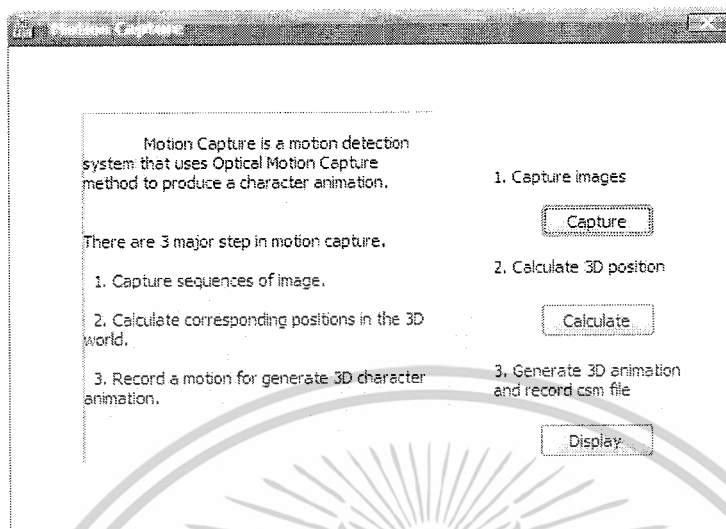 Motion Capture
Motion Capture is a motion detection
system that uses Optical Motion Capture
method to produce a character animation.
There are 3 major step in motion capture.
1. Capture sequences of image.
2. Calculate corresponding positions in the 3D
world.
3. Record a motion for generate 3D character
animation.
1. Capture images
Capture
2. Calculate 3D position
Calculate
3. Generate 3D animation
and record csm file
Display